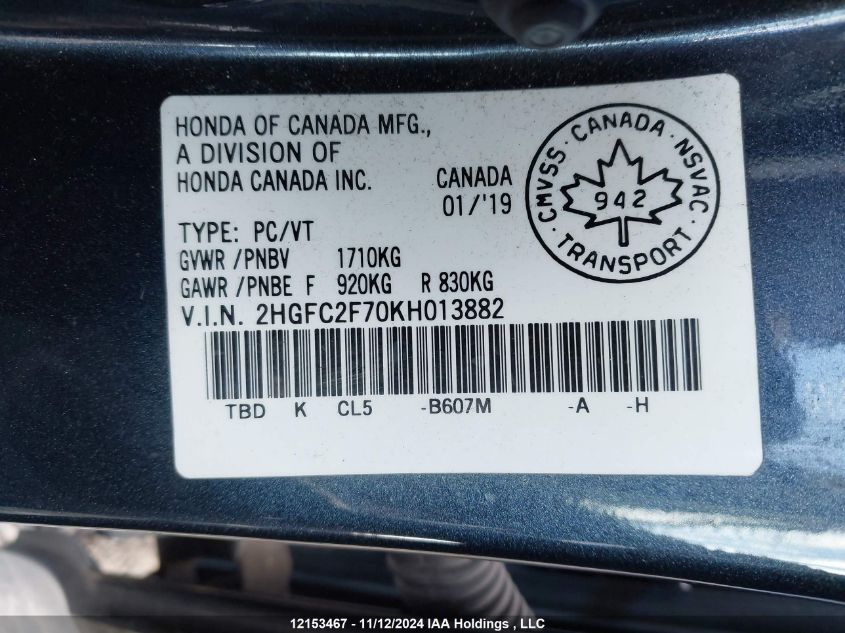 HONDA OF CANADA MFG.,
A DIVISION OF
HONDA CANADA INC. CANADA
01/'19
TYPE: PC/VT
GVWR /PNBV 1710KG
GAWR /PNBE F 920KG R 830KG
V.I.N. 2HGFC2F70KH013882
TBD K CL5 -B607M -A -H
CMVSS · CANADA · NSVAC
942
· TRANSPORT ·
12153467 - 11/12/2024 IAA Holdings , LLC